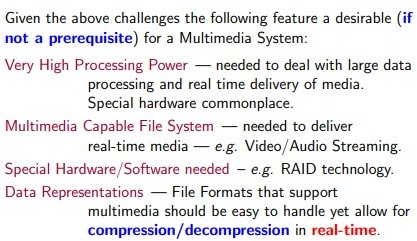 Given the above challenges the following feature a desirable (if
not a prerequisite) for a Multimedia System:
Very High Processing Power — needed to deal with large data
processing and real time delivery of media.
Special hardware commonplace.
Multimedia Capable File System — needed to deliver
real-time media — e.g. Video/Audio Streaming.
Special Hardware/Software needed – e.g. RAID technology.
Data Representations — File Formats that support
multimedia should be easy to handle yet allow for
compression/decompression in real-time.